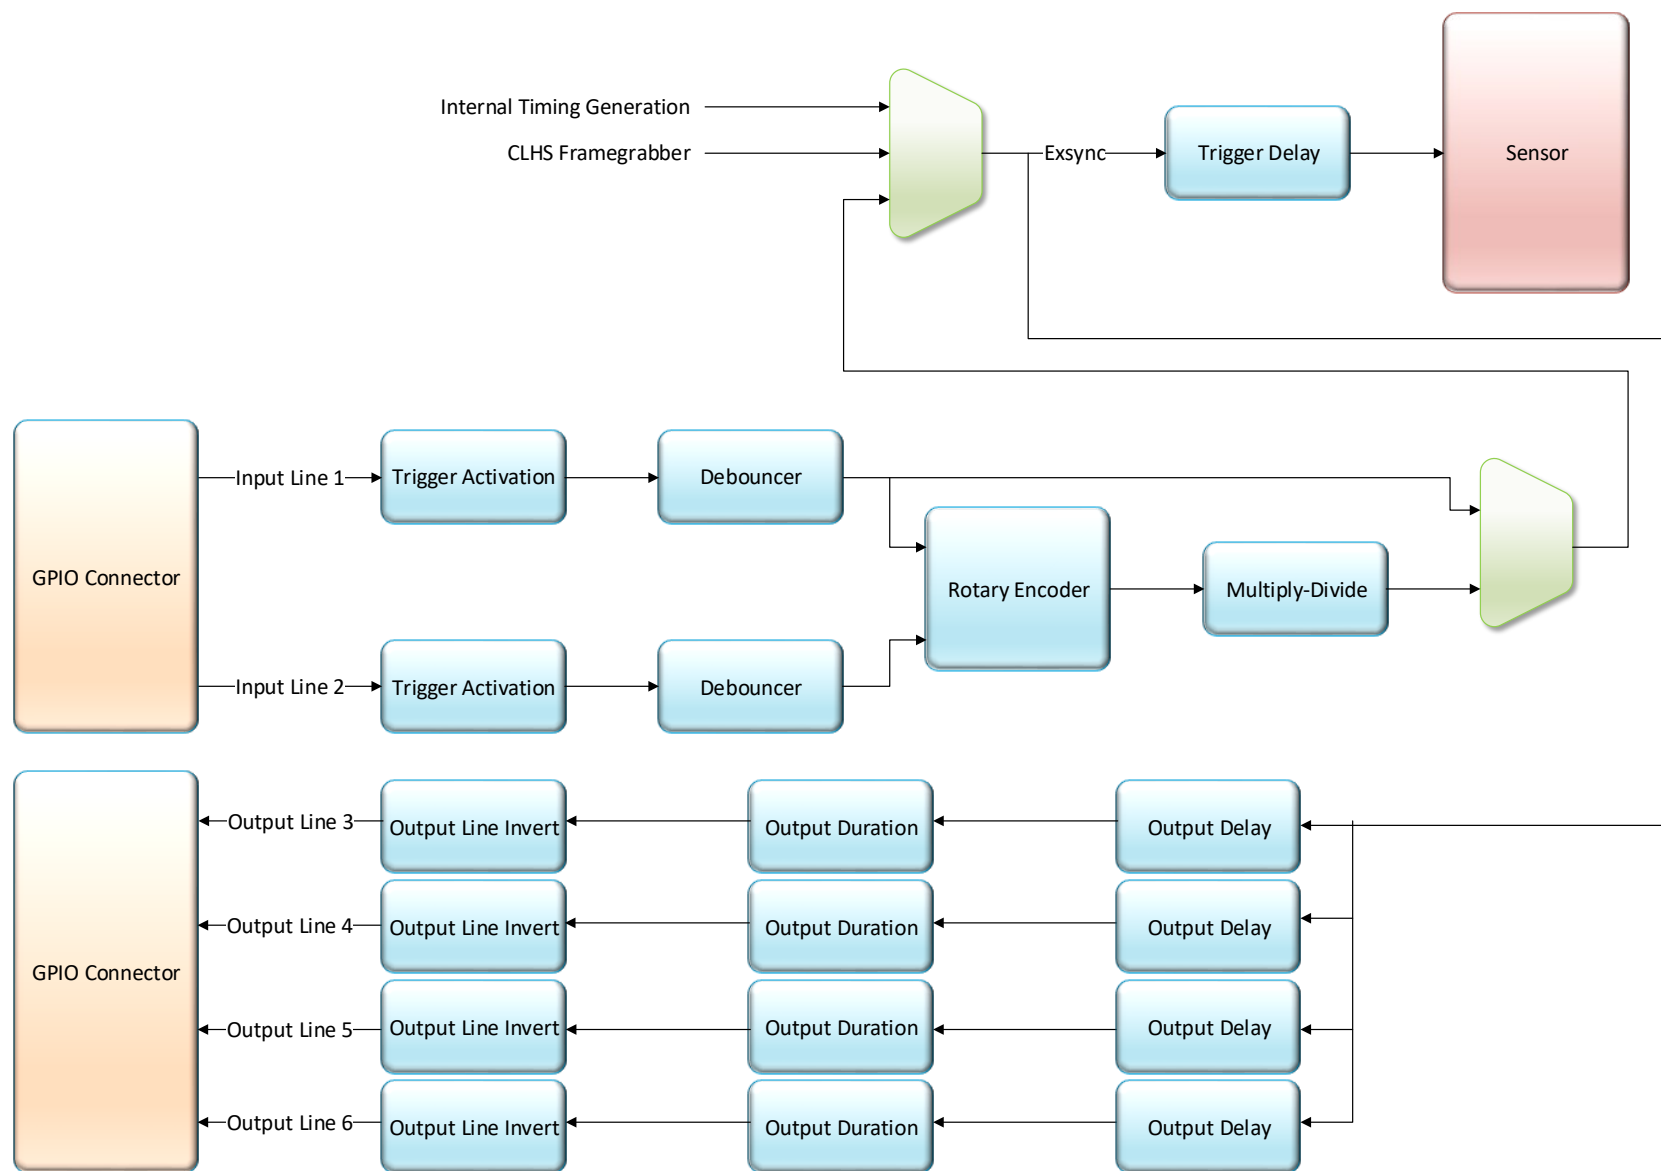 Internal Timing Generation
CLHS Framegrabber
Exsync
Trigger Delay
Sensor
GPIO Connector
Input Line 1
Trigger Activation
Debouncer
Rotary Encoder
Multiply-Divide
Input Line 2
Trigger Activation
Debouncer
GPIO Connector
Output Line 3
Output Line Invert
Output Duration
Output Delay
Output Line 4
Output Line Invert
Output Duration
Output Delay
Output Line 5
Output Line Invert
Output Duration
Output Delay
Output Line 6
Output Line Invert
Output Duration
Output Delay